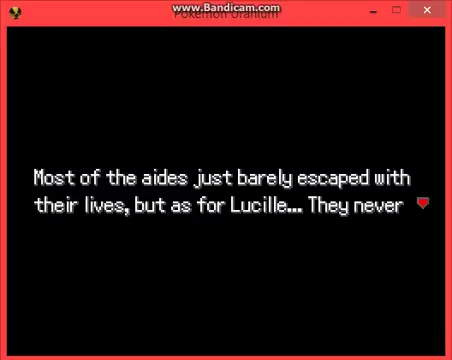 www.Bandicam.com
Pokemon Uranium
Most of the aides just barely escaped with
their lives, but as for Lucille... They never